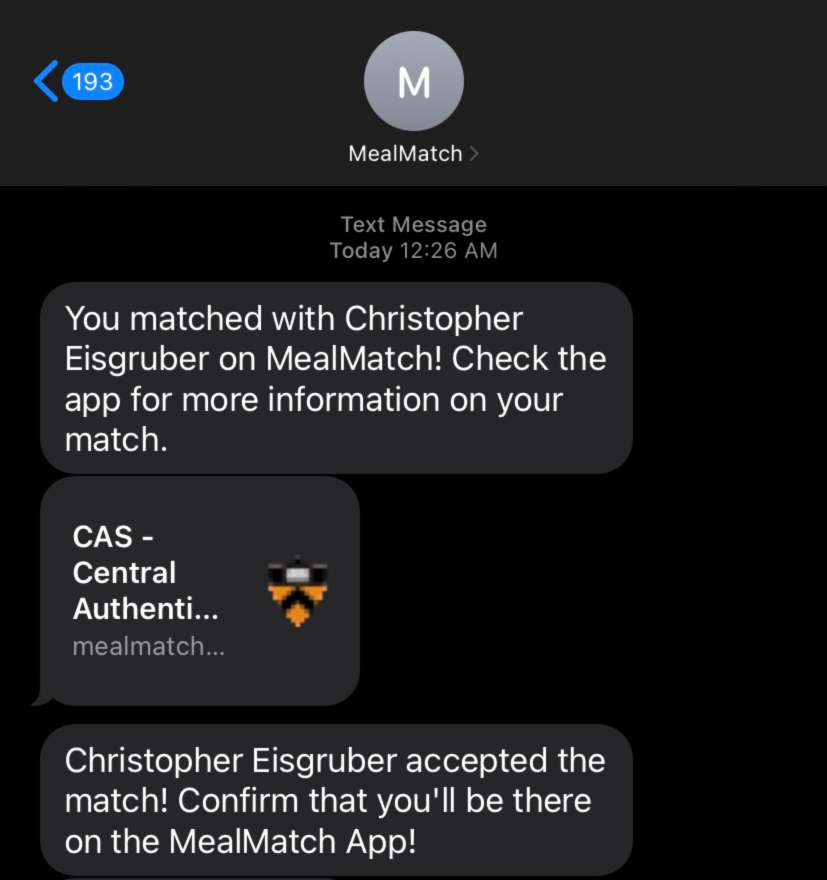 193
M
MealMatch
Text Message
Today 12:26 AM
You matched with Christopher
Eisgruber on MealMatch! Check the
app for more information on your
match.
CAS -
Central
Authenti...
mealmatch...
Christopher Eisgruber accepted the
match! Confirm that you'll be there
on the MealMatch App!